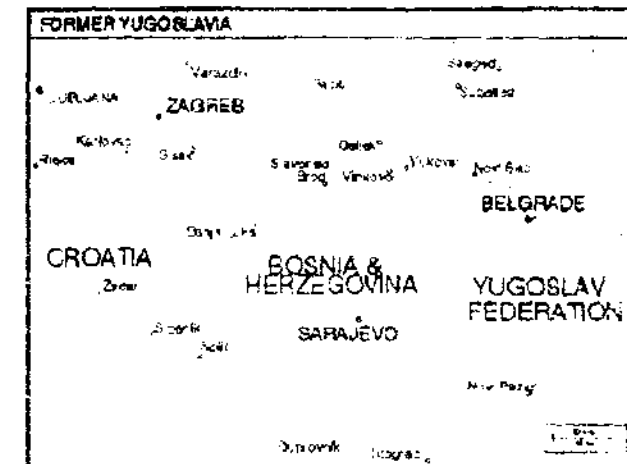 FORMER YUGOSLAVIA
Varazdin
Szeged
Subotica
LJUBLJANA
ZAGREB
Karlovac
Osijek
Rijeka
Sisak
Slavonski
Brod
Vinkovci
Vukovar
Novi Sad
BELGRADE
Banja Luka
CROATIA
BOSNIA &
HERZEGOVINA
Zadar
YUGOSLAV
FEDERATION
SARAJEVO
Sibenik
Split
Novi Pazar
Dubrovnik
Titograd